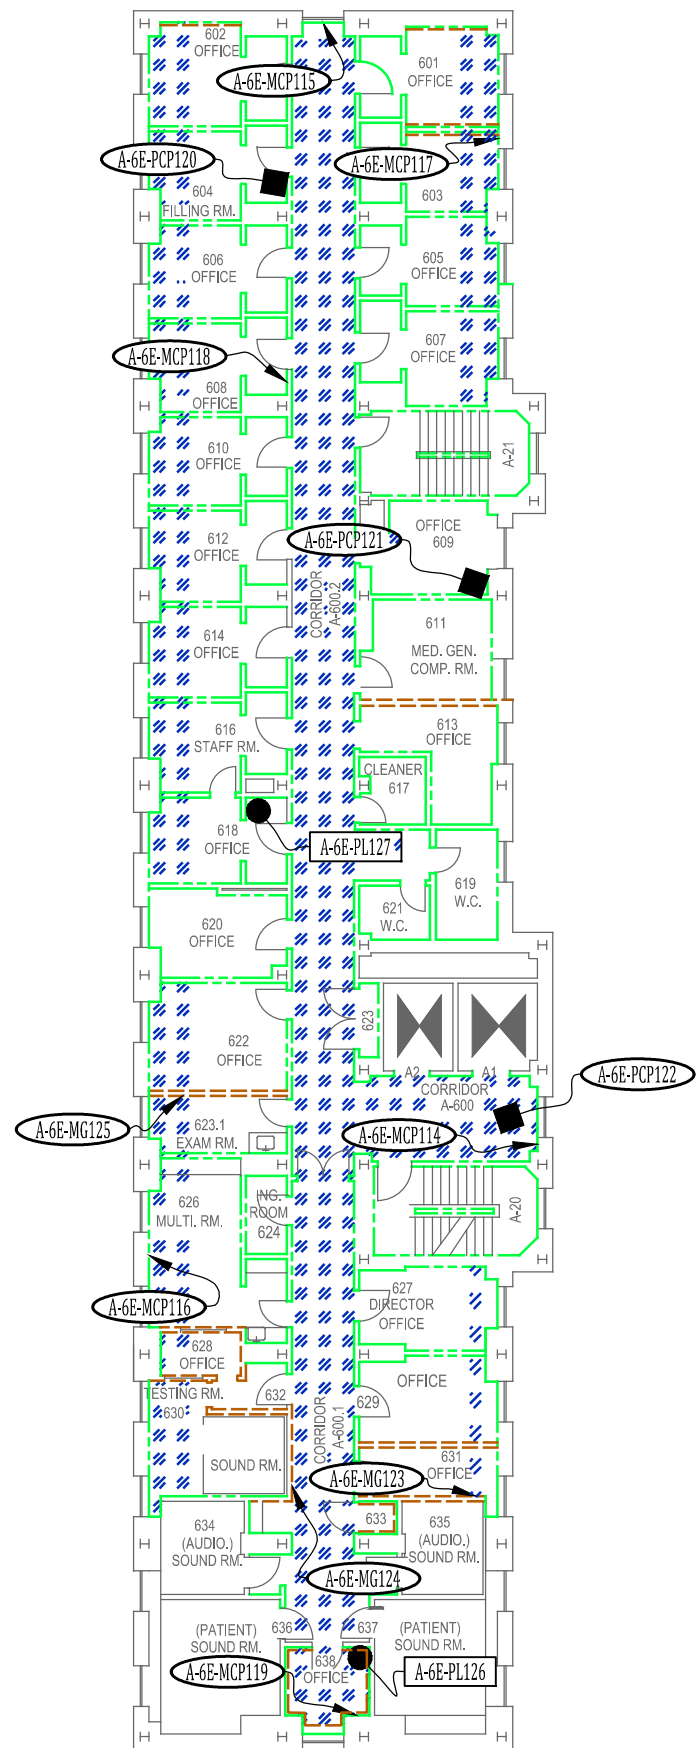 602
OFFICE
601
OFFICE
A-6E-MCP115
A-6E-PCP120
A-6E-MCP117
604
FILLING RM.
603
606
OFFICE
605
OFFICE
A-6E-MCP118
607
OFFICE
608
OFFICE
610
OFFICE
A-21
612
OFFICE
OFFICE
609
A-6E-PCP121
CORRIDOR
A-600.2
614
OFFICE
611
MED. GEN.
COMP. RM.
616
STAFF RM.
613
OFFICE
CLEANER
617
618
OFFICE
A-6E-PL127
619
W.C.
621
W.C.
620
OFFICE
622
OFFICE
623
A2
A1
CORRIDOR
A-600
A-6E-PCP122
A-6E-MG125
623.1
EXAM RM.
A-6E-MCP114
626
MULTI. RM.
NG.
ROOM
624
A-20
A-6E-MCP116
627
DIRECTOR
OFFICE
628
OFFICE
TESTING RM.
630
632
629
OFFICE
CORRIDOR
A-600.1
SOUND RM.
631
OFFICE
A-6E-MG123
634
(AUDIO.)
SOUND RM.
633
635
(AUDIO.)
SOUND RM.
A-6E-MG124
(PATIENT)
SOUND RM.
636
637
(PATIENT)
SOUND RM.
638
OFFICE
A-6E-MCP119
A-6E-PL126